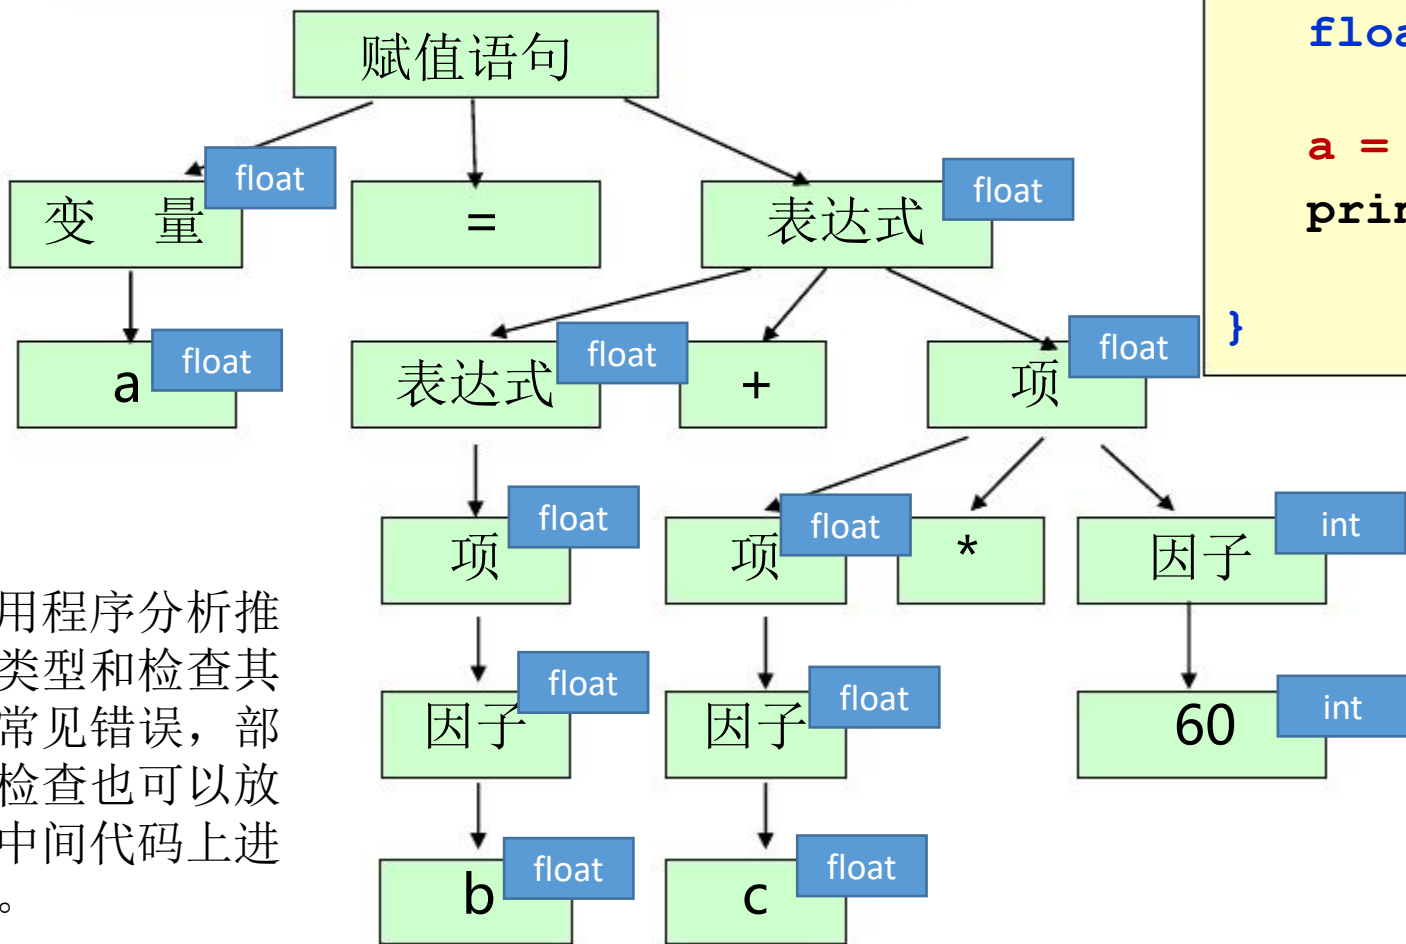 赋值语句
floa
a =
prin
}
变 量
float
=
表达式
float
a
float
表达式
float
+
项
float
项
float
项
float
*
因子
int
因子
float
因子
float
60
int
b
float
c
float
用程序分析推
类型和检查其
常见错误，部
检查也可以放
中间代码上进
。